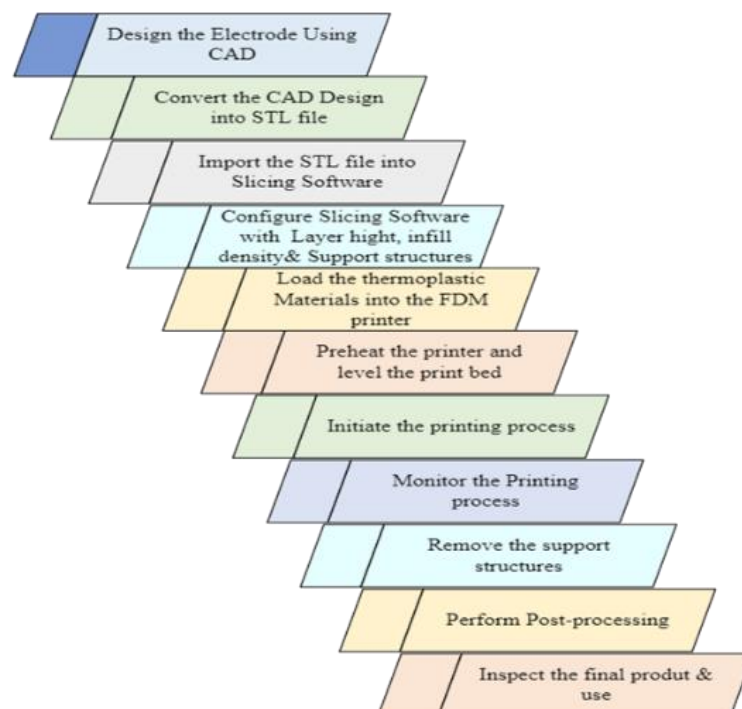 Design the Electrode Using
CAD
Convert the CAD Design
into STL file
Import the STL file into
Slicing Software
Configure Slicing Software
with Layer hight, infill
density& Support structures
Load the thermoplastic
Materials into the FDM
printer
Preheat the printer and
level the print bed
Initiate the printing process
Monitor the Printing
process
Remove the support
structures
Perform Post-processing
Inspect the final produt &
use